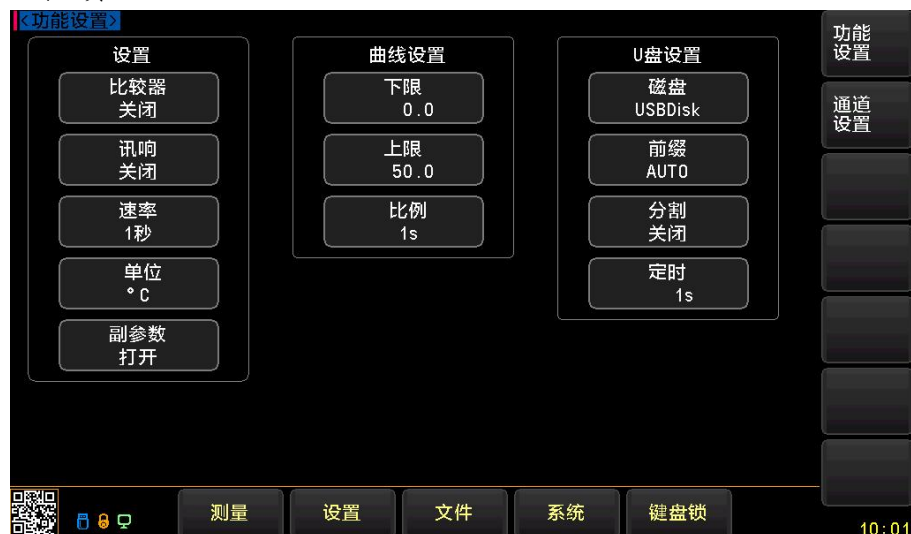 <功能设置>
设置
比较器
关闭
讯响
关闭
速率
1秒
单位
°C
副参数
打开
曲线设置
下限
0.0
上限
50.0
比例
1s
U盘设置
磁盘
USBDisk
前缀
AUTO
分割
关闭
定时
1s
功能
设置
通道
设置
测量
设置
文件
系统
键盘锁
10:01